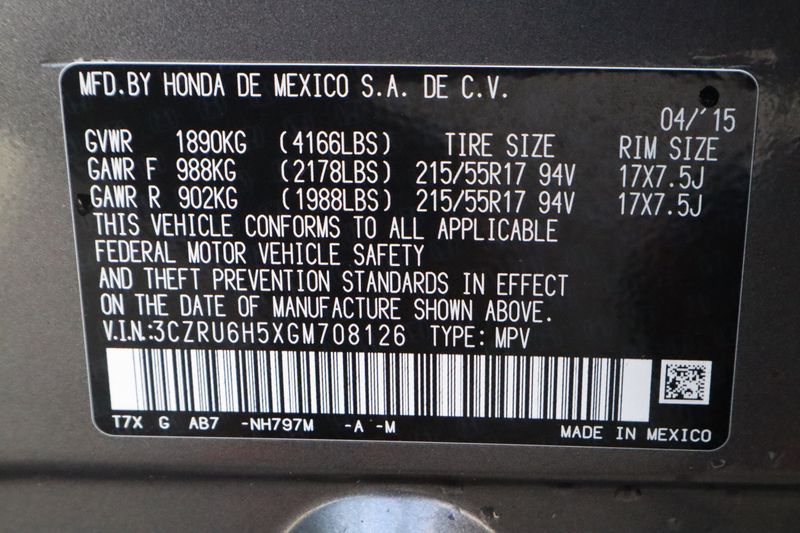 MFD.BY HONDA DE MEXICO S.A. DE C.V.
04/'15
GVWR 1890KG (4166LBS) TIRE SIZE RIM SIZE
GAWR F 988KG (2178LBS) 215/55R17 94V 17X7.5J
GAWR R 902KG (1988LBS) 215/55R17 94V 17X7.5J
THIS VEHICLE CONFORMS TO ALL APPLICABLE
FEDERAL MOTOR VEHICLE SAFETY
AND THEFT PREVENTION STANDARDS IN EFFECT
ON THE DATE OF MANUFACTURE SHOWN ABOVE.
V.I.N.:3CZRU6H5XGM708126 TYPE: MPV
T7X G AB7 -NH797M -A -M
MADE IN MEXICO